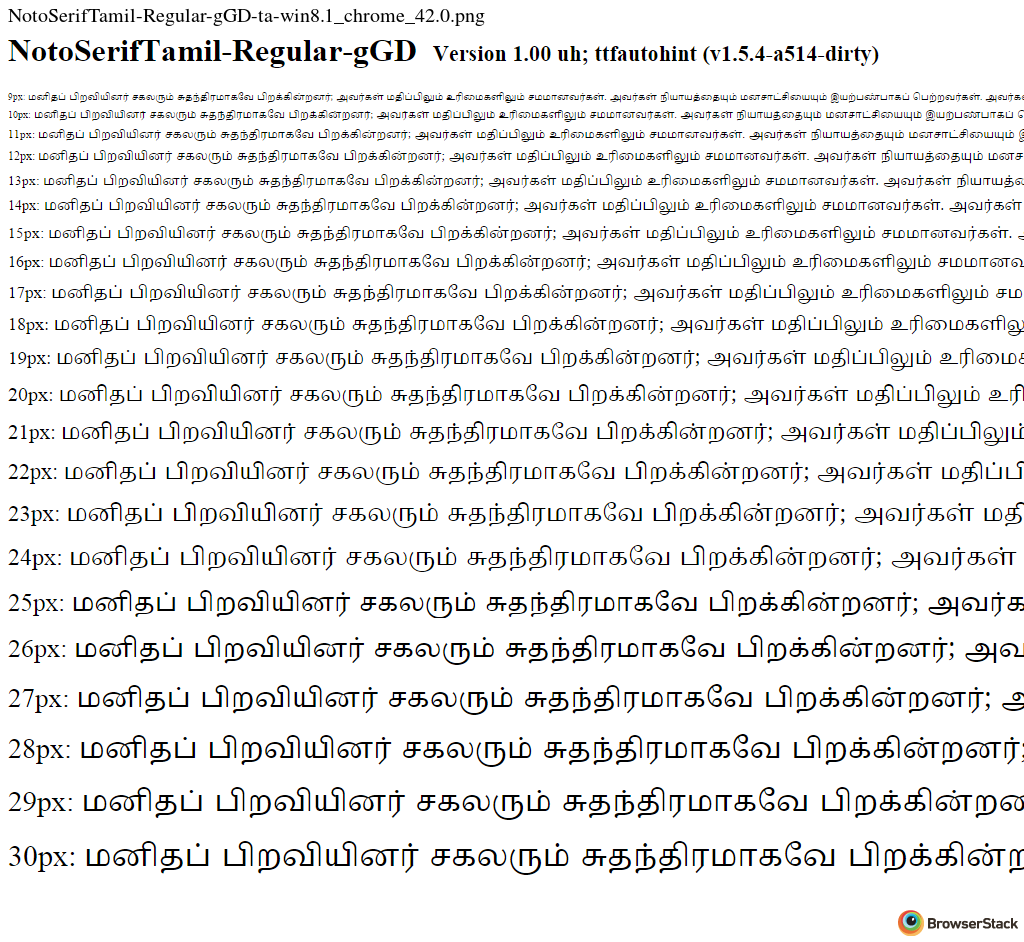 NotoSerifTamil-Regular-gGD-ta-win8.1_chrome_42.0.png
NotoSerifTamil-Regular-gGD Version 1.00 uh; ttfautohint (v1.5.4-a514-dirty)
9px: மனிதப் பிறவியினர் சகலரும் சுதந்திரமாகவே பிறக்கின்றனர்; அவர்கள் மதிப்பிலும் உரிமைகளிலும் சமமானவர்கள். அவர்கள் நியாயத்தையும் மனசாட்சியையும் இயற்பண்பாகப் பெற்றவர்கள்.
10px: மனிதப் பிறவியினர் சகலரும் சுதந்திரமாகவே பிறக்கின்றனர்; அவர்கள் மதிப்பிலும் உரிமைகளிலும் சமமானவர்கள். அவர்கள் நியாயத்தையும் மனசாட்சியையும் இயற்பண்பாகப்
11px: மனிதப் பிறவியினர் சகலரும் சுதந்திரமாகவே பிறக்கின்றனர்; அவர்கள் மதிப்பிலும் உரிமைகளிலும் சமமானவர்கள். அவர்கள் நியாயத்தையும் மனசாட்சியையும்
12px: மனிதப் பிறவியினர் சகலரும் சுதந்திரமாகவே பிறக்கின்றனர்; அவர்கள் மதிப்பிலும் உரிமைகளிலும் சமமானவர்கள். அவர்கள் நியாயத்தையும் மனச
13px: மனிதப் பிறவியினர் சகலரும் சுதந்திரமாகவே பிறக்கின்றனர்; அவர்கள் மதிப்பிலும் உரிமைகளிலும் சமமானவர்கள். அவர்கள் நியாயத்
14px: மனிதப் பிறவியினர் சகலரும் சுதந்திரமாகவே பிறக்கின்றனர்; அவர்கள் மதிப்பிலும் உரிமைகளிலும் சமமானவர்கள். அவர்கள்
15px: மனிதப் பிறவியினர் சகலரும் சுதந்திரமாகவே பிறக்கின்றனர்; அவர்கள் மதிப்பிலும் உரிமைகளிலும் சமமானவர்கள்.
16px: மனிதப் பிறவியினர் சகலரும் சுதந்திரமாகவே பிறக்கின்றனர்; அவர்கள் மதிப்பிலும் உரிமைகளிலும் சமமானவ
17px: மனிதப் பிறவியினர் சகலரும் சுதந்திரமாகவே பிறக்கின்றனர்; அவர்கள் மதிப்பிலும் உரிமைகளிலும் சம
18px: மனிதப் பிறவியினர் சகலரும் சுதந்திரமாகவே பிறக்கின்றனர்; அவர்கள் மதிப்பிலும் உரிமைகளிலு
19px: மனிதப் பிறவியினர் சகலரும் சுதந்திரமாகவே பிறக்கின்றனர்; அவர்கள் மதிப்பிலும் உரிமைக
20px: மனிதப் பிறவியினர் சகலரும் சுதந்திரமாகவே பிறக்கின்றனர்; அவர்கள் மதிப்பிலும் உரி
21px: மனிதப் பிறவியினர் சகலரும் சுதந்திரமாகவே பிறக்கின்றனர்; அவர்கள் மதிப்பிலும்
22px: மனிதப் பிறவியினர் சகலரும் சுதந்திரமாகவே பிறக்கின்றனர்; அவர்கள் மதிப்பி
23px: மனிதப் பிறவியினர் சகலரும் சுதந்திரமாகவே பிறக்கின்றனர்; அவர்கள் மதி
24px: மனிதப் பிறவியினர் சகலரும் சுதந்திரமாகவே பிறக்கின்றனர்; அவர்கள்
25px: மனிதப் பிறவியினர் சகலரும் சுதந்திரமாகவே பிறக்கின்றனர்; அவர்க
26px: மனிதப் பிறவியினர் சகலரும் சுதந்திரமாகவே பிறக்கின்றனர்; அவ
27px: மனிதப் பிறவியினர் சகலரும் சுதந்திரமாகவே பிறக்கின்றனர்;
28px: மனிதப் பிறவியினர் சகலரும் சுதந்திரமாகவே பிறக்கின்றனர்;
29px: மனிதப் பிறவியினர் சகலரும் சுதந்திரமாகவே பிறக்கின்றன
30px: மனிதப் பிறவியினர் சகலரும் சுதந்திரமாகவே பிறக்கின்ற
BrowserStack